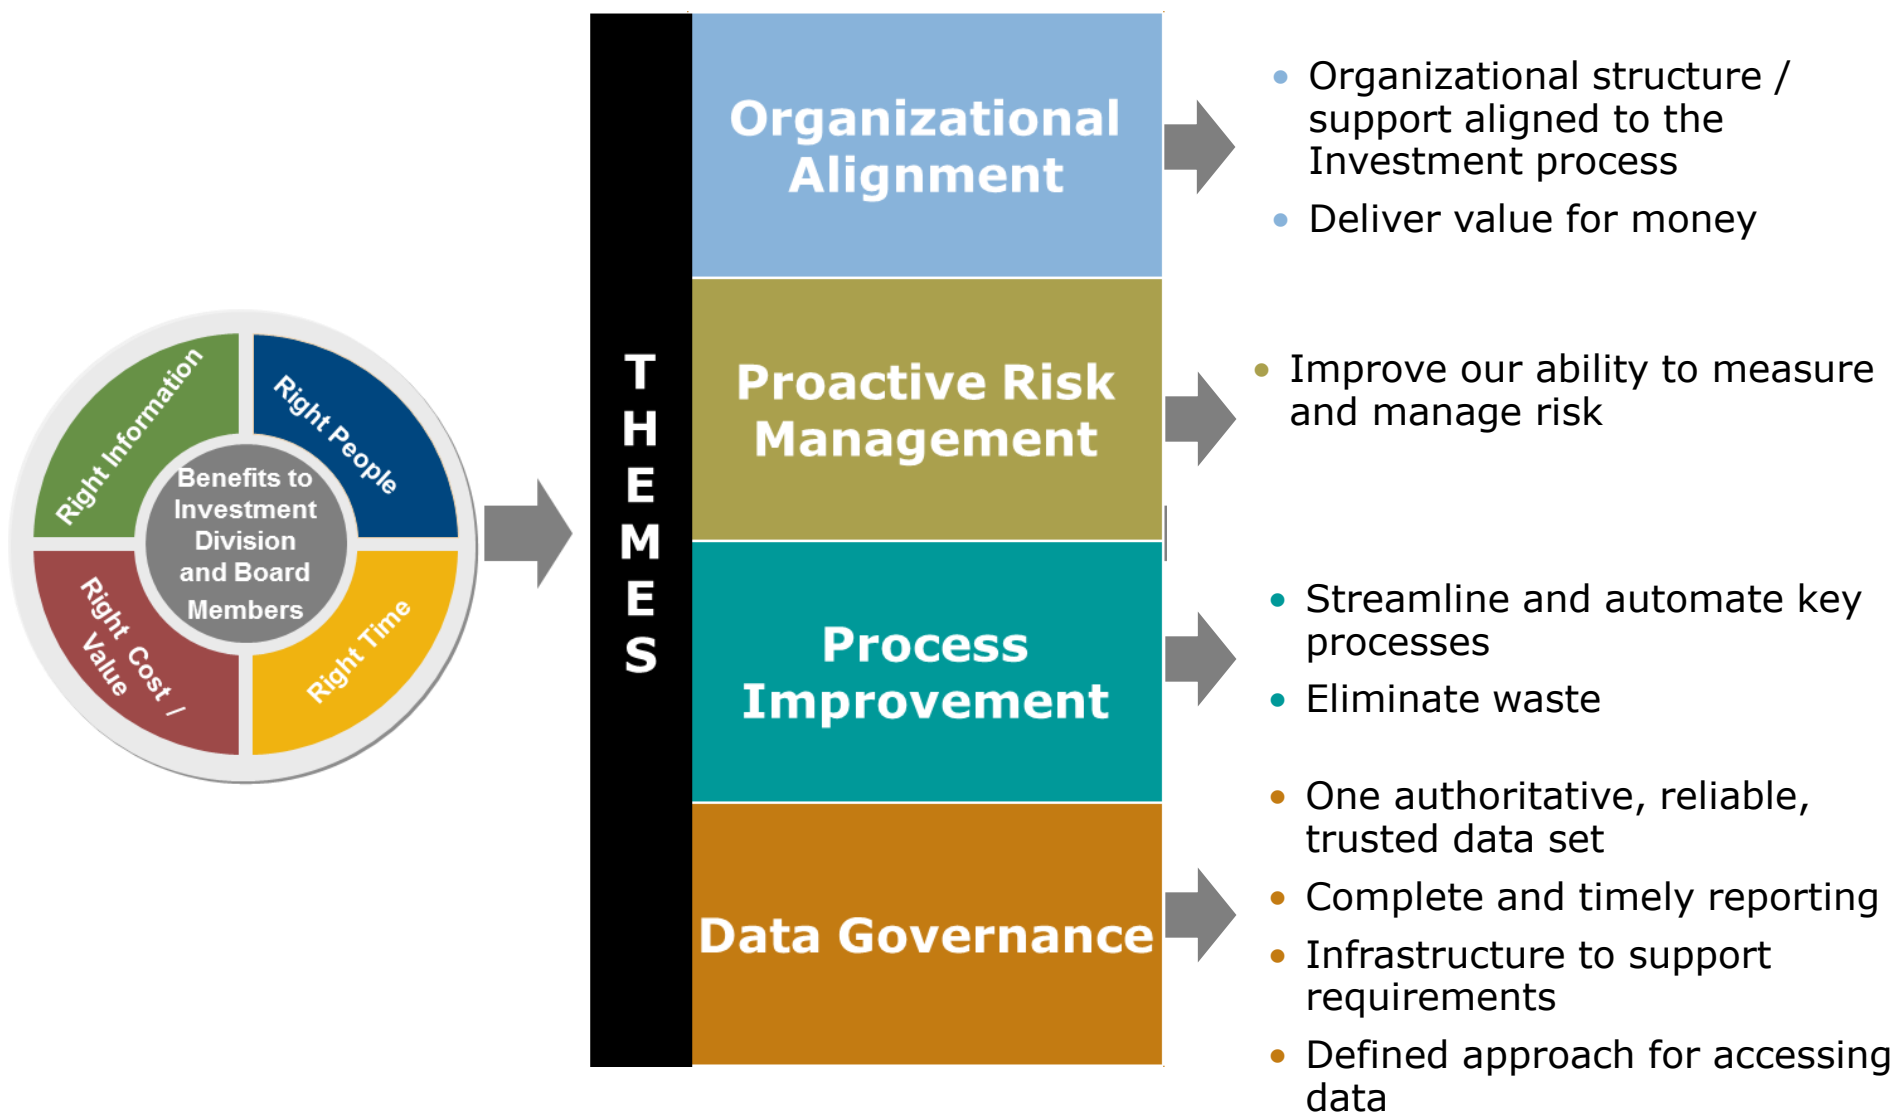 Right Information
Right People
Right Cost /
Value
Right Time
Benefits to
Investment
Division
and Board
Members
T
H
E
M
E
S
Organizational
Alignment
• Organizational structure /
support aligned to the
Investment process
• Deliver value for money
Proactive Risk
Management
• Improve our ability to measure
and manage risk
Process
Improvement
• Streamline and automate key
processes
• Eliminate waste
Data Governance
• One authoritative, reliable,
trusted data set
• Complete and timely reporting
• Infrastructure to support
requirements
• Defined approach for accessing
data